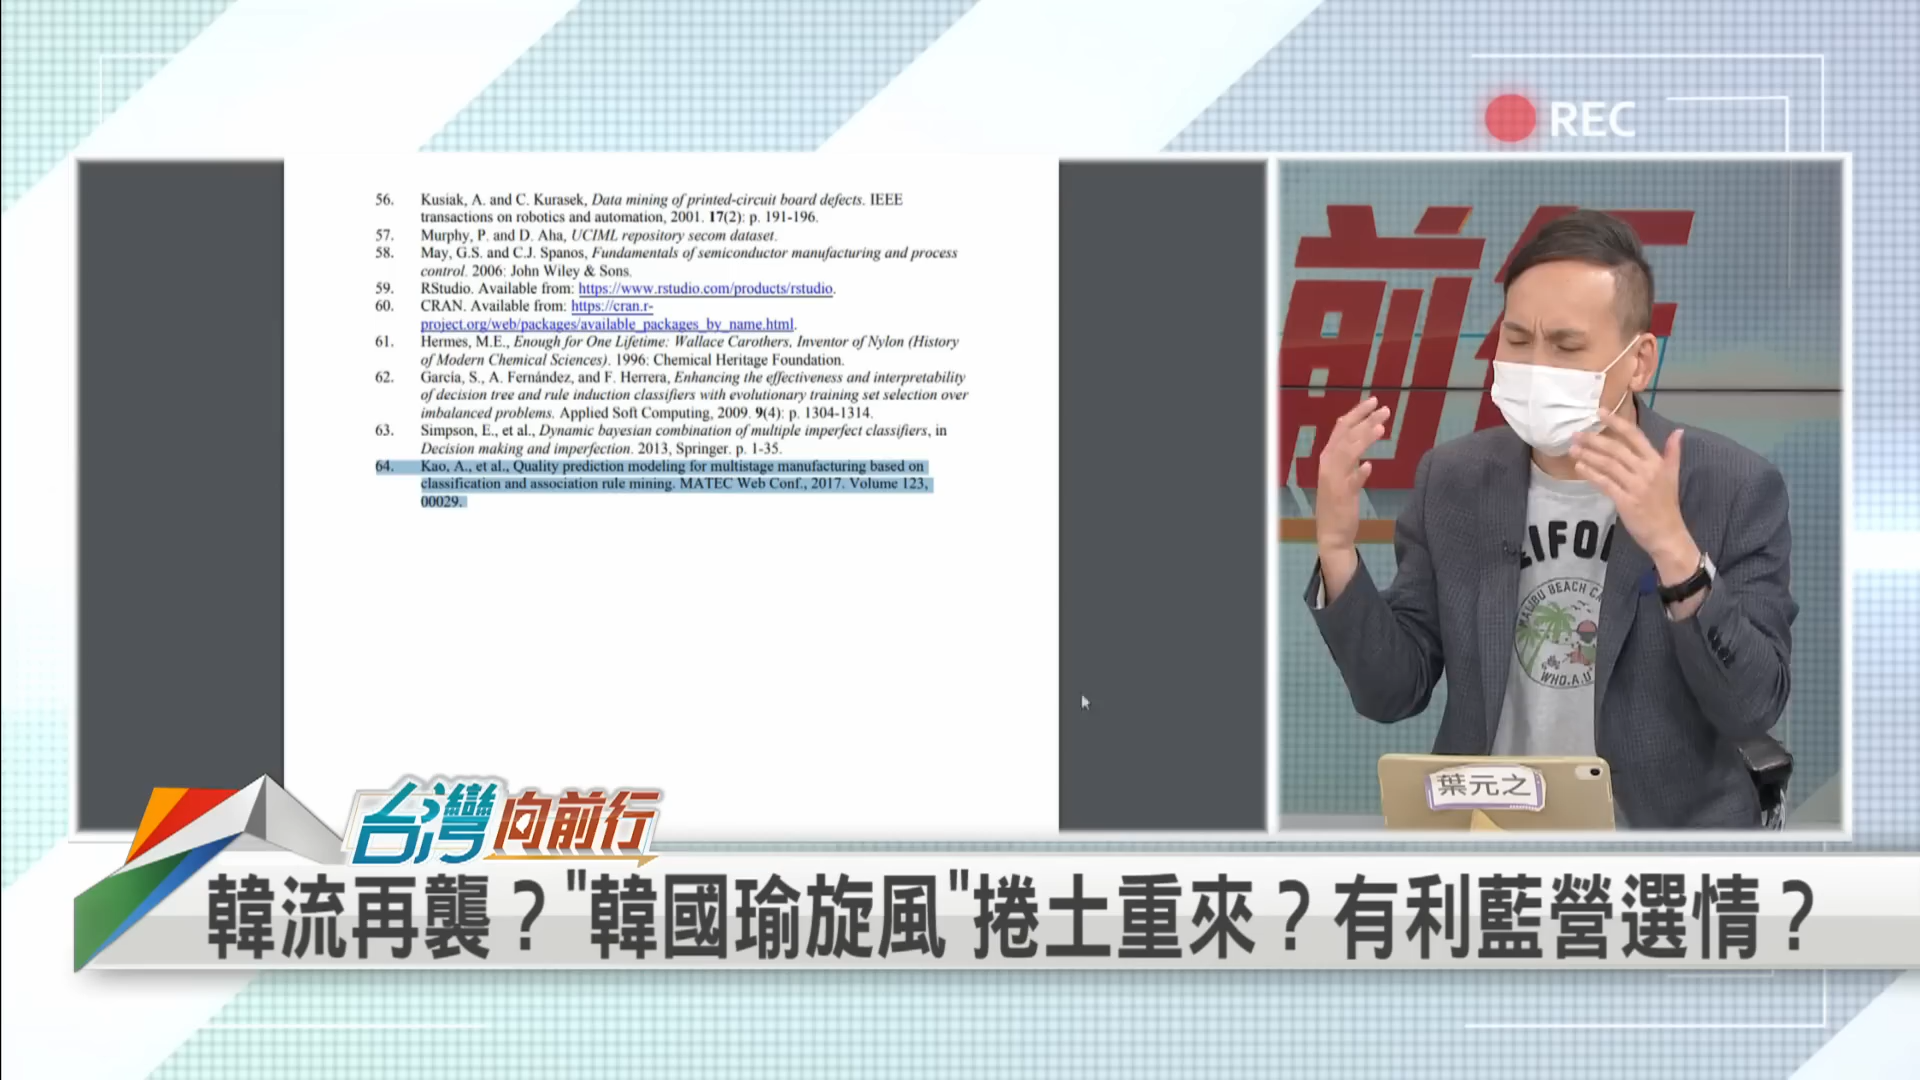 REC
56. Kusiak, A. and C. Kurasek, Data mining of printed-circuit board defects. IEEE
transactions on robotics and automation, 2001. 17(2): p. 191-196.
57. Murphy, P. and D. Aha, UCIML repository secom dataset.
58. May, G.S. and C.J. Spanos, Fundamentals of semiconductor manufacturing and process
control. 2006: John Wiley & Sons.
59. RStudio. Available from: https://www.rstudio.com/products/rstudio.
60. CRAN. Available from: https://cran.r-
project.org/web/packages/available_packages_by_name.html.
61. Hermes, M.E., Enough for One Lifetime: Wallace Carothers, Inventor of Nylon (History
of Modern Chemical Sciences). 1996: Chemical Heritage Foundation.
62. García, S., A. Fernández, and F. Herrera, Enhancing the effectiveness and interpretability
of decision tree and rule induction classifiers with evolutionary training set selection over
imbalanced problems. Applied Soft Computing, 2009. 9(4): p. 1304-1314.
63. Simpson, E., et al., Dynamic bayesian combination of multiple imperfect classifiers, in
Decision making and imperfection. 2013, Springer. p. 1-35.
64. Kao, A., et al., Quality prediction modeling for multistage manufacturing based on
classification and association rule mining. MATEC Web Conf., 2017. Volume 123,
00029.
前行
WHO.A.U
葉元之
台灣向前行
韓流再襲？"韓國瑜旋風"捲土重來？有利藍營選情？